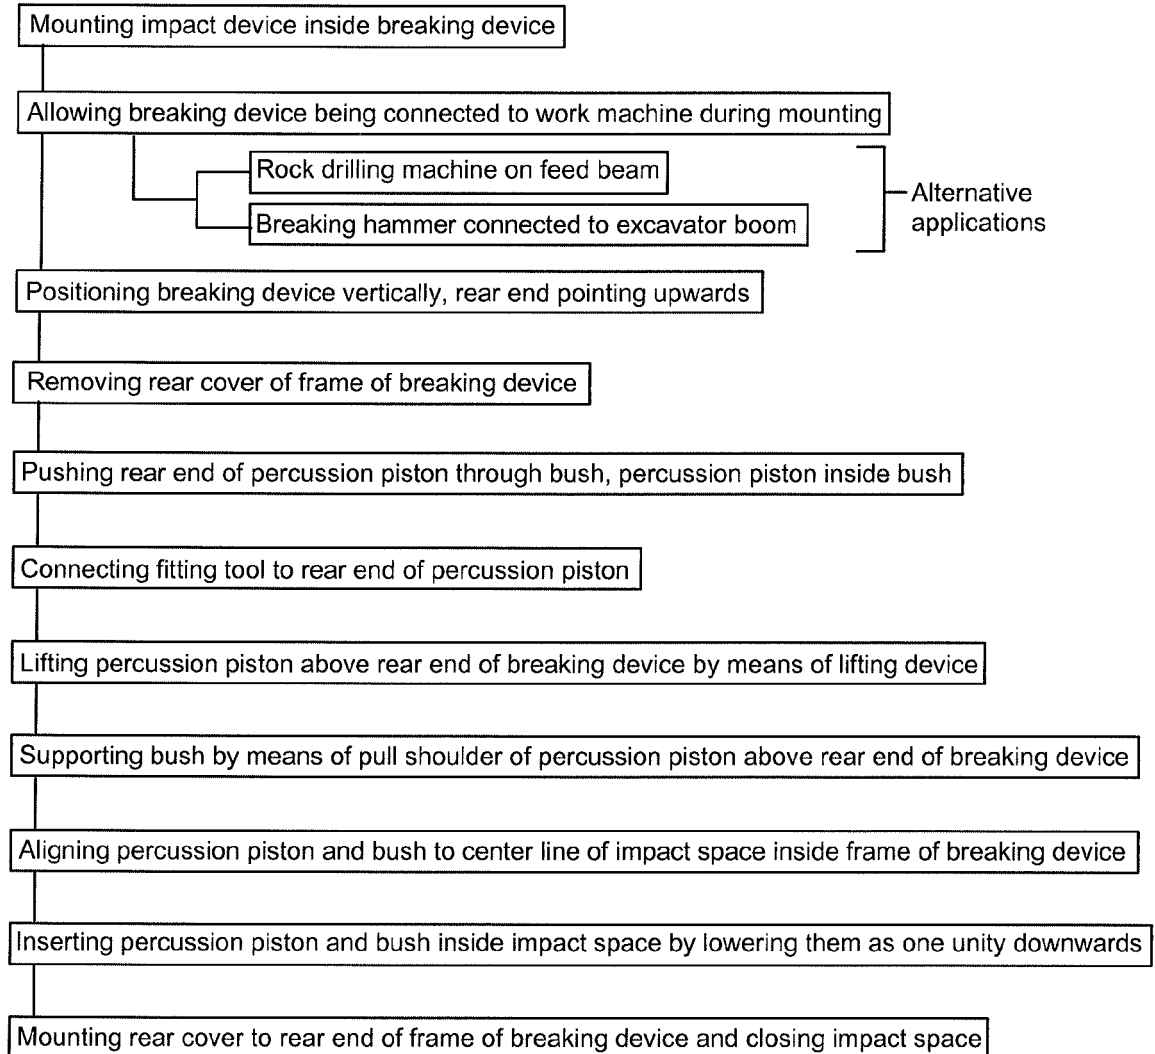 Mounting impact device inside breaking device
Allowing breaking device being connected to work machine during mounting
Rock drilling machine on feed beam
Breaking hammer connected to excavator boom
Alternative
applications
Positioning breaking device vertically, rear end pointing upwards
Removing rear cover of frame of breaking device
Pushing rear end of percussion piston through bush, percussion piston inside bush
Connecting fitting tool to rear end of percussion piston
Lifting percussion piston above rear end of breaking device by means of lifting device
Supporting bush by means of pull shoulder of percussion piston above rear end of breaking device
Aligning percussion piston and bush to center line of impact space inside frame of breaking device
Inserting percussion piston and bush inside impact space by lowering them as one unity downwards
Mounting rear cover to rear end of frame of breaking device and closing impact space